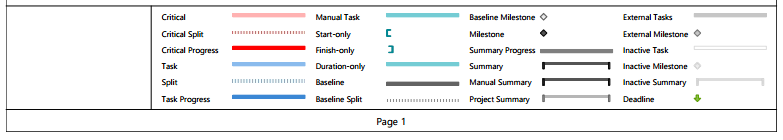 Critical Manual Task Baseline Milestone External Tasks
Critical Split Start-only Milestone External Milestone
Critical Progress Finish-only Summary Progress Inactive Task
Task Duration-only Summary Inactive Milestone
Split Baseline Manual Summary Inactive Summary
Task Progress Baseline Split Project Summary Deadline
Page 1